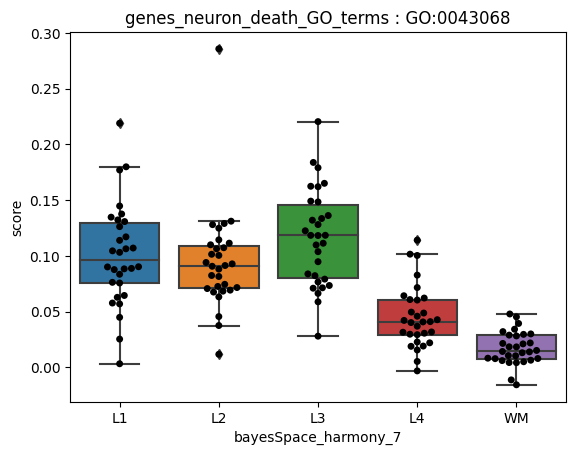 genes_neuron_death_GO_terms : GO:0043068
0.30
0.25
0.20
0.15
0.10
0.05
0.00
score
L1 L2 L3 L4 WM
bayesSpace_harmony_7